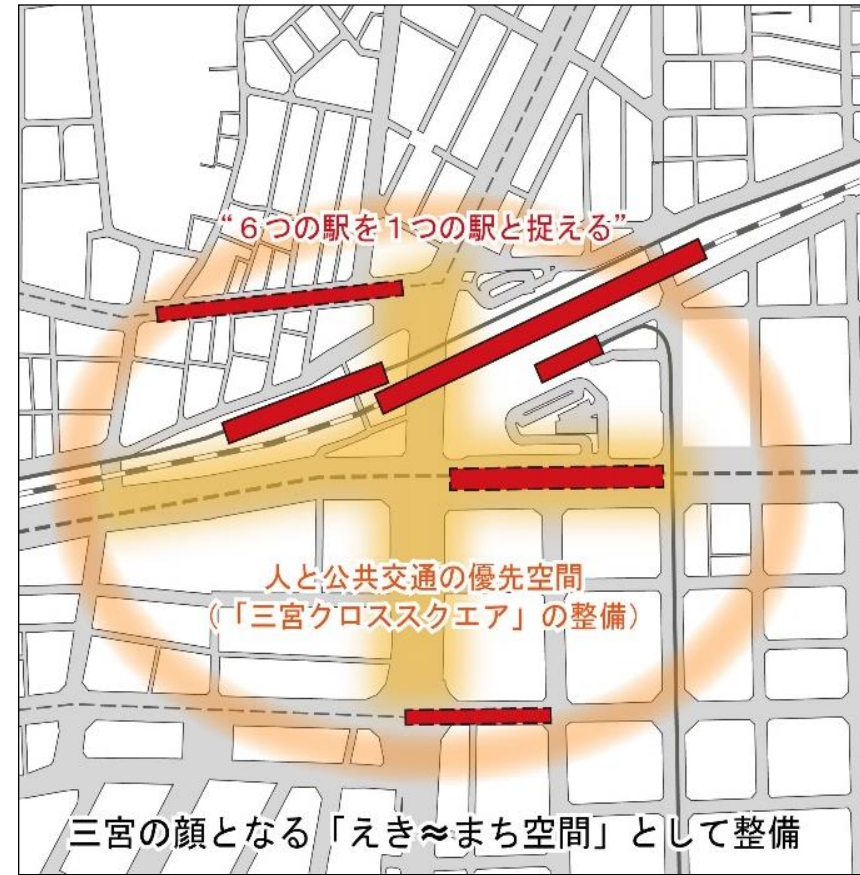 “６つの駅を１つの駅と捉える”
人と公共交通の優先空間
（「三宮クロススクエア」の整備）
三宮の顔となる「えき≈まち空間」として整備